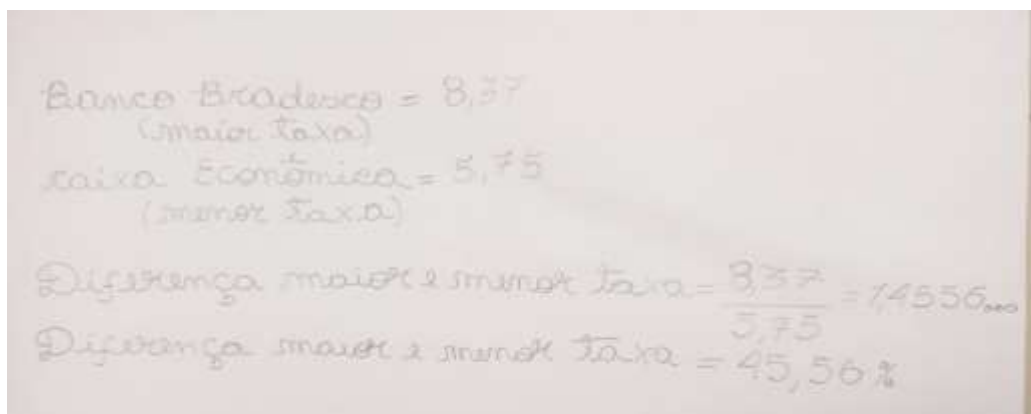 Banco Bradesco = 8,37
(maior taxa)
caixa Econômica = 5,75
(menor taxa)
Diferença maior e menor taxa = 8,37 / 5,75 = 1,4556...
Diferença maior e menor taxa = 45,56 %